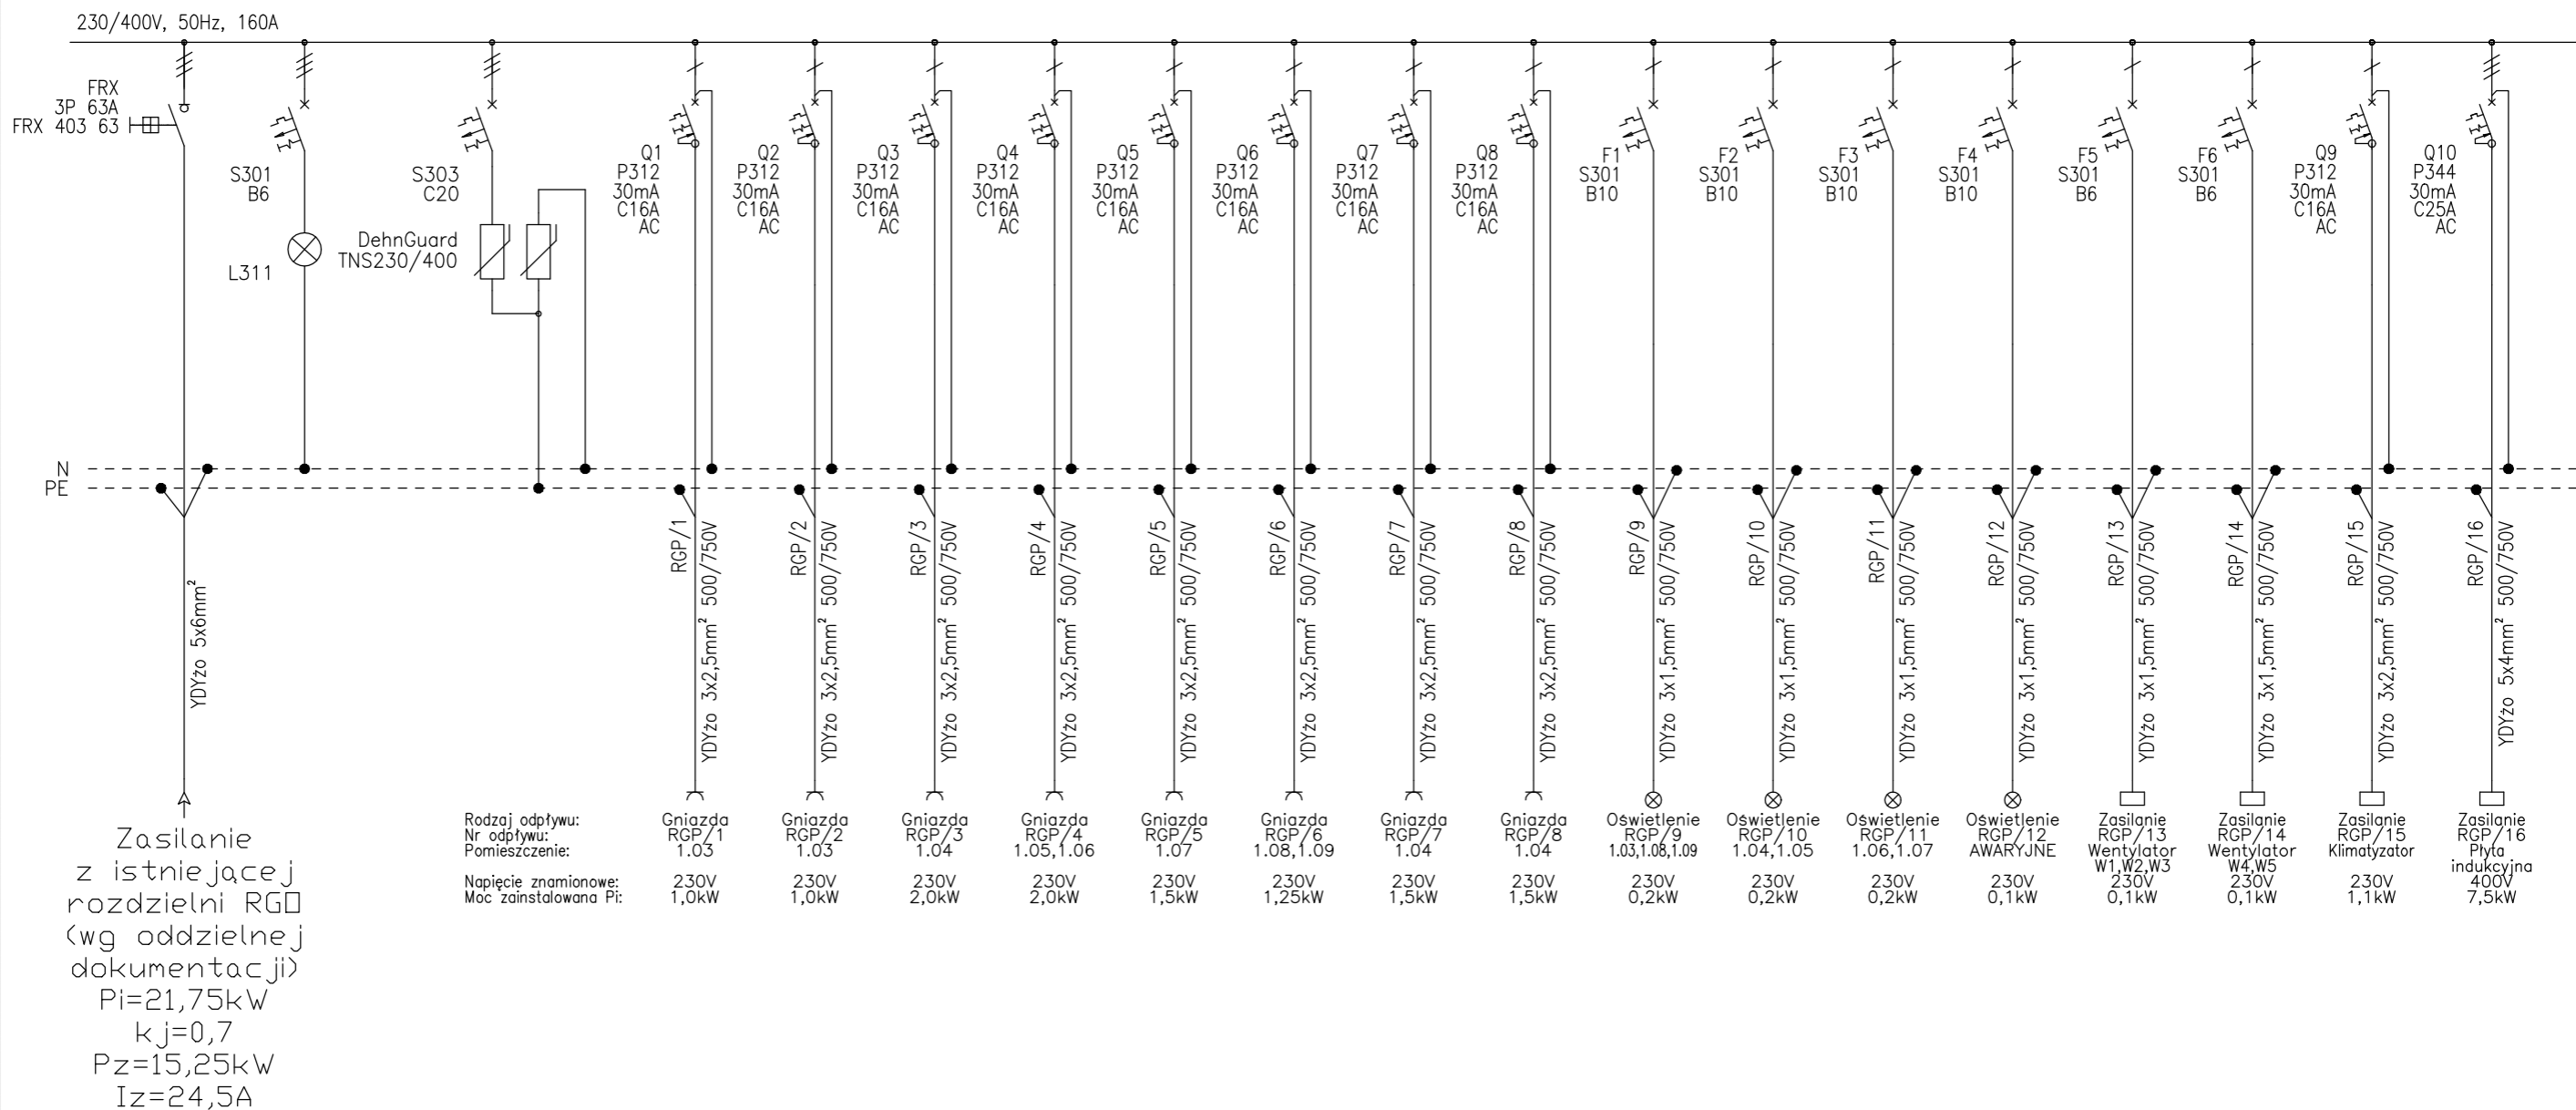 230/400V, 50Hz, 160A
FRX
3P 63A
FRX 403 63
S301
B6
L311
S303
C20
DehnGuard
TNS230/400
Q1
P312
30mA
C16A
AC
Q2
P312
30mA
C16A
AC
Q3
P312
30mA
C16A
AC
Q4
P312
30mA
C16A
AC
Q5
P312
30mA
C16A
AC
Q6
P312
30mA
C16A
AC
Q7
P312
30mA
C16A
AC
Q8
P312
30mA
C16A
AC
F1
S301
B10
F2
S301
B10
F3
S301
B10
F4
S301
B10
F5
S301
B6
F6
S301
B6
Q9
P312
30mA
C16A
AC
Q10
P344
30mA
C25A
AC
N
PE
YDYżo 5x6mm²
RGP/1
YDYżo 3x2,5mm² 500/750V
RGP/2
YDYżo 3x2,5mm² 500/750V
RGP/3
YDYżo 3x2,5mm² 500/750V
RGP/4
YDYżo 3x2,5mm² 500/750V
RGP/5
YDYżo 3x2,5mm² 500/750V
RGP/6
YDYżo 3x2,5mm² 500/750V
RGP/7
YDYżo 3x2,5mm² 500/750V
RGP/8
YDYżo 3x2,5mm² 500/750V
RGP/9
YDYżo 3x1,5mm² 500/750V
RGP/10
YDYżo 3x1,5mm² 500/750V
RGP/11
YDYżo 3x1,5mm² 500/750V
RGP/12
YDYżo 3x1,5mm² 500/750V
RGP/13
YDYżo 3x1,5mm² 500/750V
RGP/14
YDYżo 3x1,5mm² 500/750V
RGP/15
YDYżo 3x2,5mm² 500/750V
RGP/16
YDYżo 5x4mm² 500/750V
Zasilanie
z istniejącej
rozdzielni RG▯
(wg oddzielnej
dokumentacji)
Pi=21,75kW
kj=0,7
Pz=15,25kW
Iz=24,5A
Rodzaj odpływu:
Nr odpływu:
Pomieszczenie:
Napięcie znamionowe:
Moc zainstalowana Pi:
Gniazda
RGP/1
1.03
230V
1,0kW
Gniazda
RGP/2
1.03
230V
1,0kW
Gniazda
RGP/3
1.04
230V
2,0kW
Gniazda
RGP/4
1.05,1.06
230V
2,0kW
Gniazda
RGP/5
1.07
230V
1,5kW
Gniazda
RGP/6
1.08,1.09
230V
1,25kW
Gniazda
RGP/7
1.04
230V
1,5kW
Gniazda
RGP/8
1.04
230V
1,5kW
Oświetlenie
RGP/9
1.03,1.08,1.09
230V
0,2kW
Oświetlenie
RGP/10
1.04,1.05
230V
0,2kW
Oświetlenie
RGP/11
1.06,1.07
230V
0,2kW
Oświetlenie
RGP/12
AWARYJNE
230V
0,1kW
Zasilanie
RGP/13
Wentylator
W1,W2,W3
230V
0,1kW
Zasilanie
RGP/14
Wentylator
W4,W5
230V
0,1kW
Zasilanie
RGP/15
Klimatyzator
230V
1,1kW
Zasilanie
RGP/16
Płyta
indukcyjna
400V
7,5kW